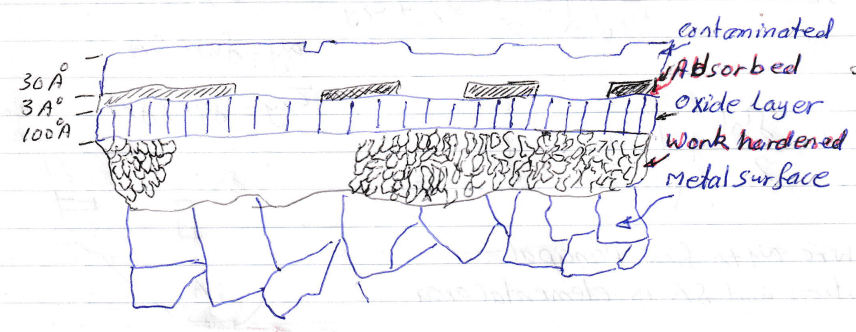 contaminated
30 A°
Absorbed
3 A°
Oxide layer
100°A
Work hardened
Metal surface